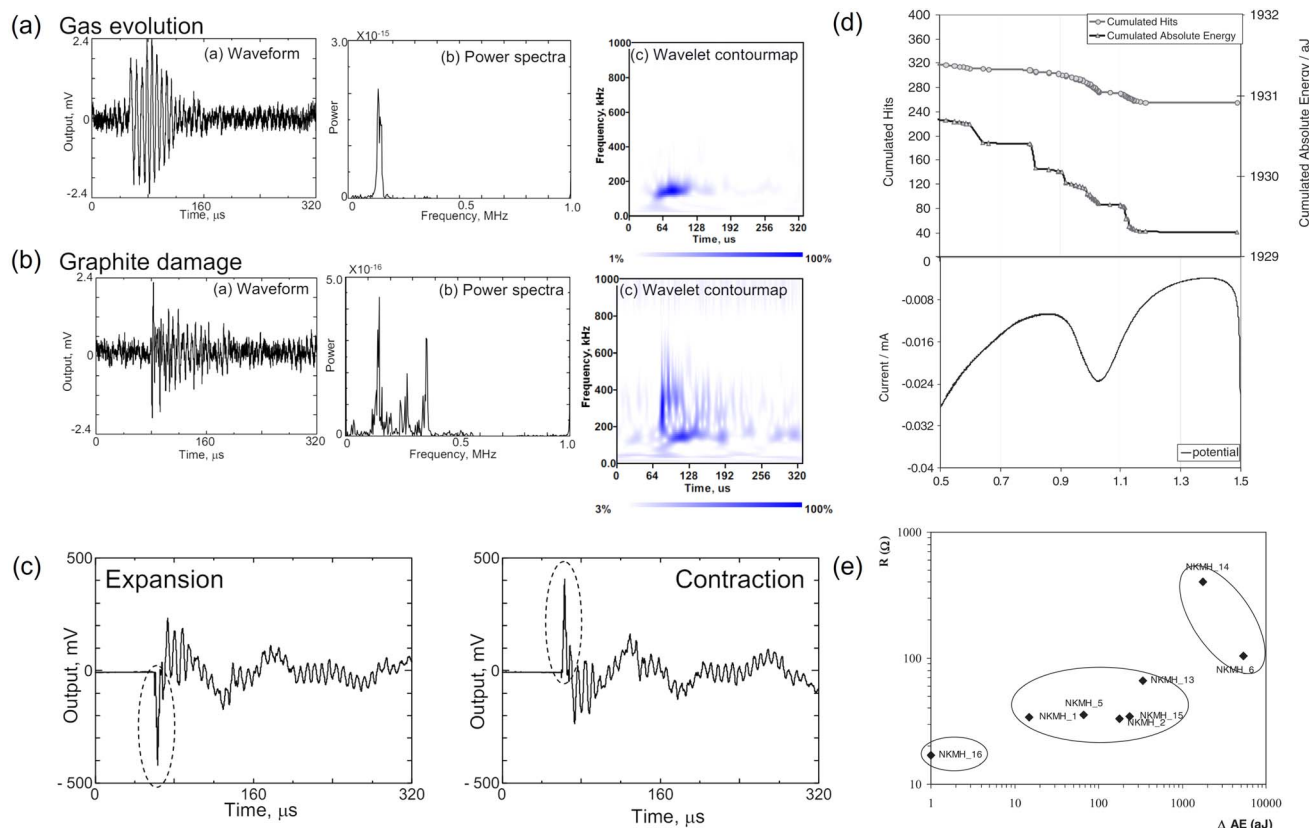 (a) Gas evolution
2.4
0
-2.4
Output, mV
(a) Waveform
0 160 320
Time, μs
X10⁻¹⁵
3.0
0
Power
(b) Power spectra
0 0.5 1.0
Frequency, MHz
1000
800
600
400
200
0.0
Frequency, kHz
(c) Wavelet contourmap
64 128 192 256 320
Time, us
1% 100%
(b) Graphite damage
2.4
0
-2.4
Output, mV
(a) Waveform
0 160 320
Time, μs
X10⁻¹⁶
5.0
0
Power
(b) Power spectra
0 0.5 1.0
Frequency, MHz
1000
800
600
400
200
0.0
Frequency, kHz
(c) Wavelet contourmap
0 64 128 192 256 320
Time, us
3% 100%
(c)
500
0
-500
Output, mV
Expansion
0 160 320
Time, μs
500
0
-500
Output, mV
Contraction
0 160 320
Time, μs
(d)
400
360
320
280
240
200
160
120
80
40
Cumulated Hits
Cumulated Hits
Cumulated Absolute Energy
1932
1931
1930
1929
Cumulated Absolute Energy / aJ
0
-0.008
-0.016
-0.024
-0.032
-0.04
Current / mA
potential
0.5 0.7 0.9 1.1 1.3 1.5
(e)
R (Ω)
1000
100
10
NKMH_14
NKMH_6
NKMH_13
NKMH_5
NKMH_1
NKMH_15
NKMH_2
NKMH_16
1 10 100 1000 10000
Δ AE (aJ)